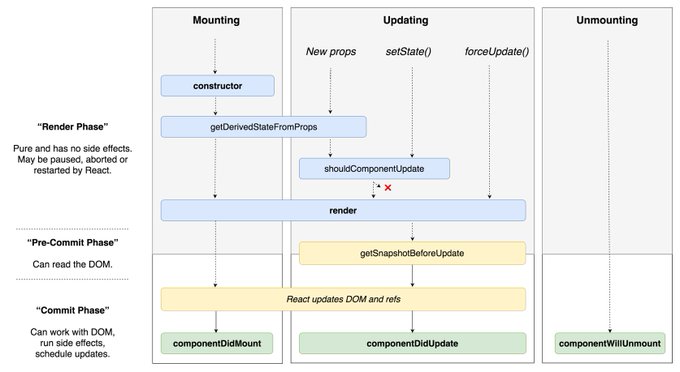 Mounting
Updating
Unmounting
New props
setState()
forceUpdate()
constructor
“Render Phase”
getDerivedStateFromProps
Pure and has no side effects.
May be paused, aborted or
restarted by React.
shouldComponentUpdate
render
“Pre-Commit Phase”
getSnapshotBeforeUpdate
Can read the DOM.
React updates DOM and refs
“Commit Phase”
Can work with DOM,
run side effects,
schedule updates.
componentDidMount
componentDidUpdate
componentWillUnmount